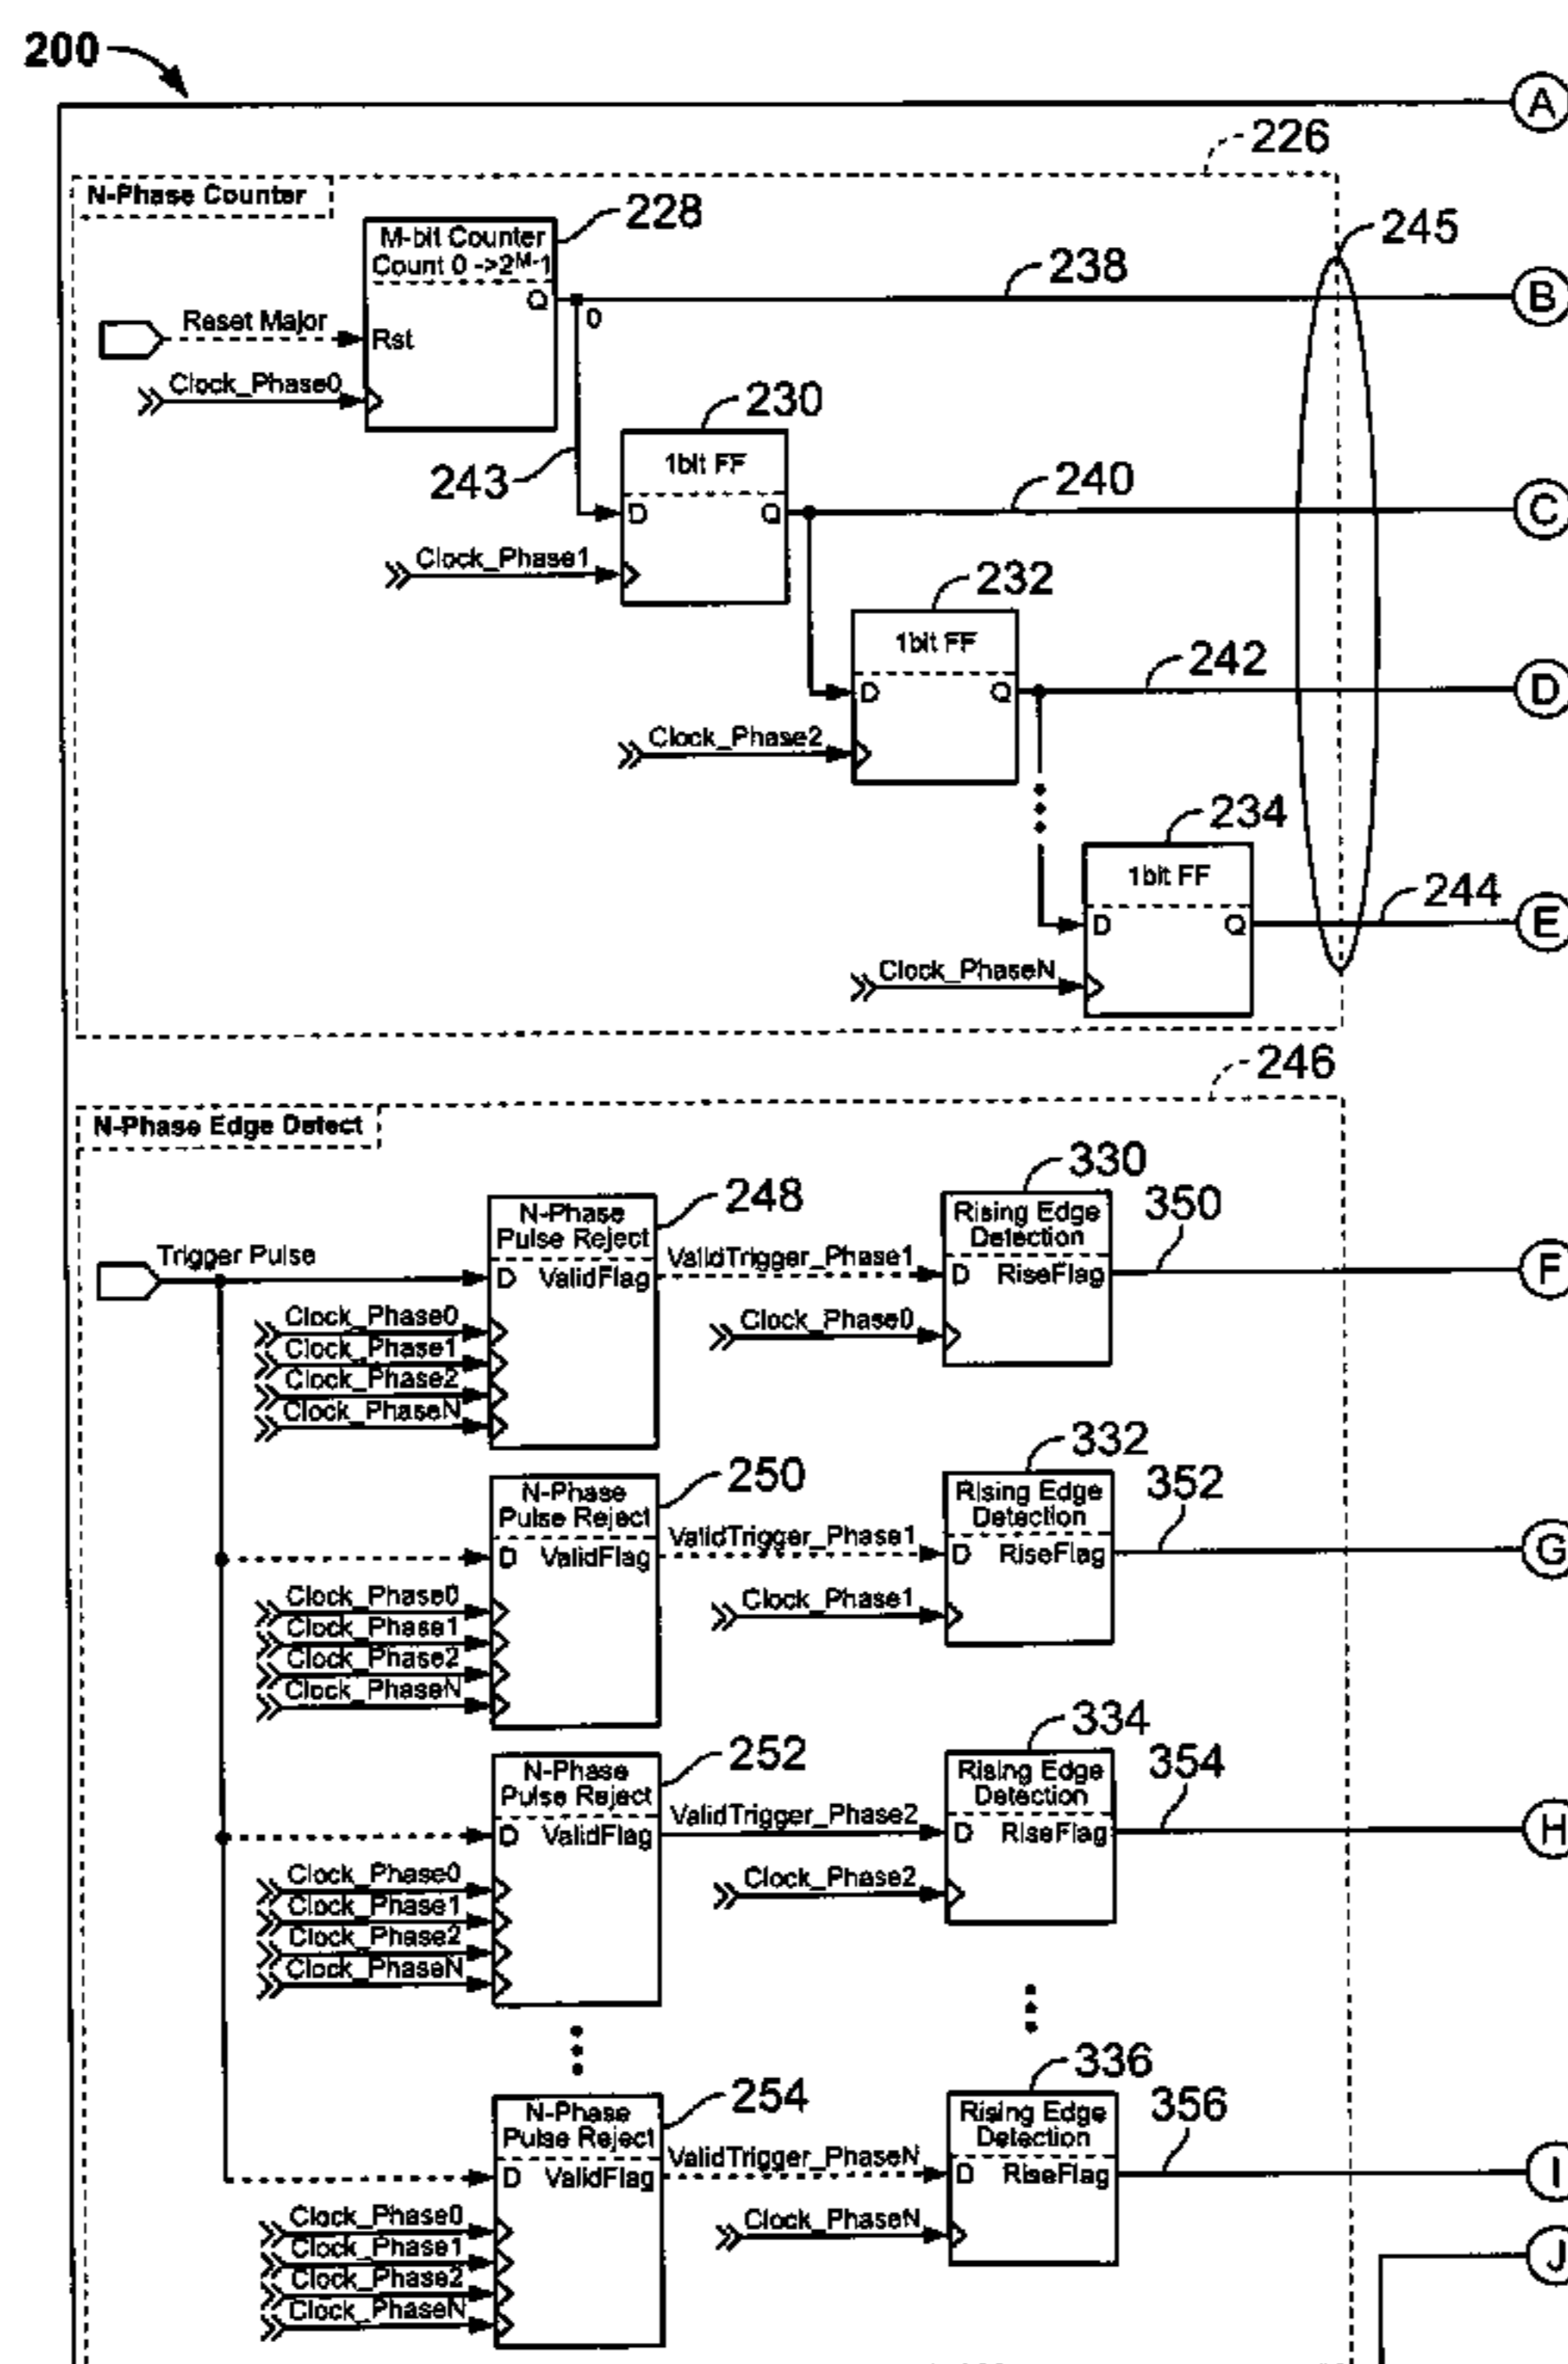 200
A
226
N-Phase Counter
228
M-bit Counter
Count 0 ->2^M-1
245
238
Q
B
0
Reset Major
Rst
Clock_Phase0
230
1bit FF
243
240
D Q
C
Clock_Phase1
232
1bit FF
242
D Q
D
Clock_Phase2
234
1bit FF
244
D Q
E
Clock_PhaseN
246
N-Phase Edge Detect
330
248
350
N-Phase
Pulse Reject
Rising Edge
Detection
Trigger Pulse
ValidTrigger_Phase1
D ValidFlag
D RiseFlag
F
Clock_Phase0
Clock_Phase1
Clock_Phase2
Clock_PhaseN
Clock_Phase0
332
250
352
N-Phase
Pulse Reject
Rising Edge
Detection
ValidTrigger_Phase1
D ValidFlag
D RiseFlag
G
Clock_Phase0
Clock_Phase1
Clock_Phase2
Clock_PhaseN
Clock_Phase1
334
252
354
N-Phase
Pulse Reject
Rising Edge
Detection
ValidTrigger_Phase2
D ValidFlag
D RiseFlag
H
Clock_Phase0
Clock_Phase1
Clock_Phase2
Clock_PhaseN
Clock_Phase2
336
254
356
N-Phase
Pulse Reject
Rising Edge
Detection
ValidTrigger_PhaseN
D ValidFlag
D RiseFlag
I
Clock_Phase0
Clock_Phase1
Clock_Phase2
Clock_PhaseN
Clock_PhaseN
J